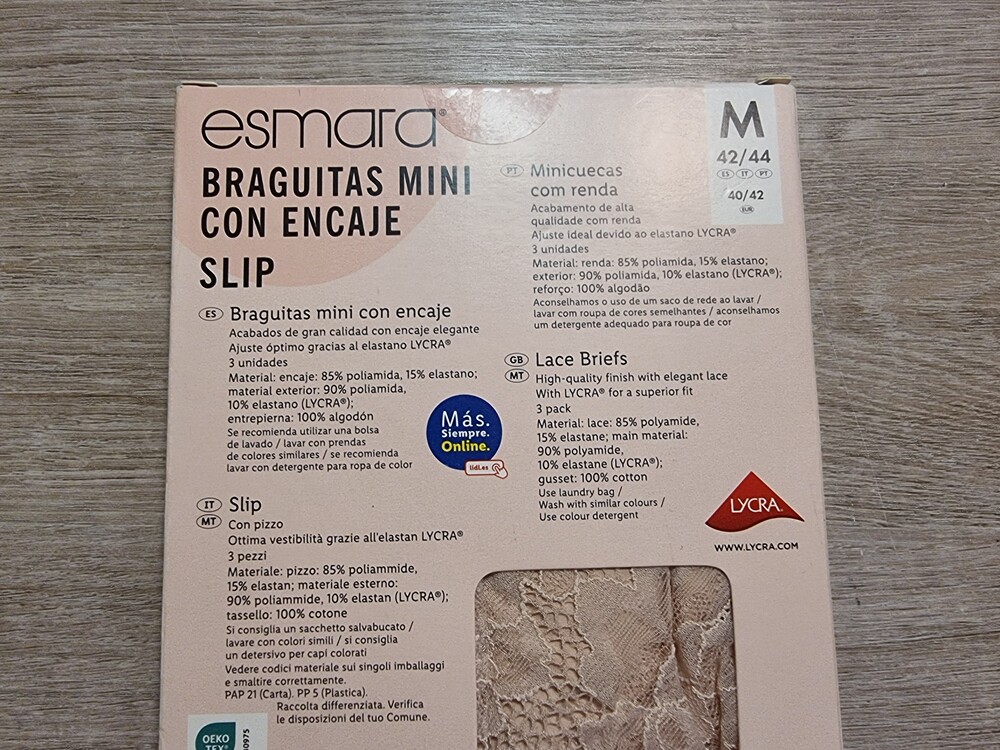 esmara®
BRAGUITAS MINI
CON ENCAJE
SLIP
M
42/44
ES IT PT
40/42
EUR
ES Braguitas mini con encaje
Acabados de gran calidad con encaje elegante
Ajuste óptimo gracias al elastano LYCRA®
3 unidades
Material: encaje: 85% poliamida, 15% elastano;
material exterior: 90% poliamida,
10% elastano (LYCRA®);
entrepierna: 100% algodón
Se recomienda utilizar una bolsa
de lavado / lavar con prendas
de colores similares / se recomienda
lavar con detergente para ropa de color
Más.
Siempre.
Online.
lidl.es
IT MT Slip
Con pizzo
Ottima vestibilità grazie all'elastan LYCRA®
3 pezzi
Materiale: pizzo: 85% poliammide,
15% elastan; materiale esterno:
90% poliammide, 10% elastan (LYCRA®);
tassello: 100% cotone
Si consiglia un sacchetto salvabucato /
lavare con colori simili / si consiglia
un detersivo per capi colorati
Vedere codici materiale sui singoli imballaggi
e smaltire correttamente.
PAP 21 (Carta). PP 5 (Plastica).
Raccolta differenziata. Verifica
le disposizioni del tuo Comune.
OEKO
TEX®
PT Minicuecas
com renda
Acabamento de alta
qualidade com renda
Ajuste ideal devido ao elastano LYCRA®
3 unidades
Material: renda: 85% poliamida, 15% elastano;
exterior: 90% poliamida, 10% elastano (LYCRA®);
reforço: 100% algodão
Aconselhamos o uso de um saco de rede ao lavar /
lavar com roupa de cores semelhantes / aconselhamos
um detergente adequado para roupa de cor
GB MT Lace Briefs
High-quality finish with elegant lace
With LYCRA® for a superior fit
3 pack
Material: lace: 85% polyamide,
15% elastane; main material:
90% polyamide,
10% elastane (LYCRA®);
gusset: 100% cotton
Use laundry bag /
Wash with similar colours /
Use colour detergent
LYCRA®
WWW.LYCRA.COM